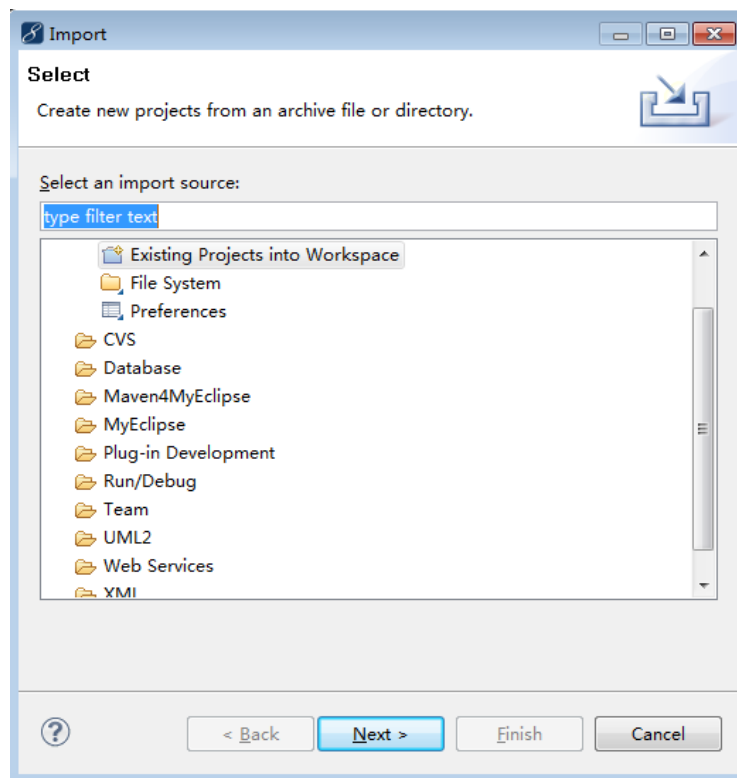 Import
Select
Create new projects from an archive file or directory.
Select an import source:
type filter text
Existing Projects into Workspace
File System
Preferences
CVS
Database
Maven4MyEclipse
MyEclipse
Plug-in Development
Run/Debug
Team
UML2
Web Services
XML
< Back Next > Finish Cancel